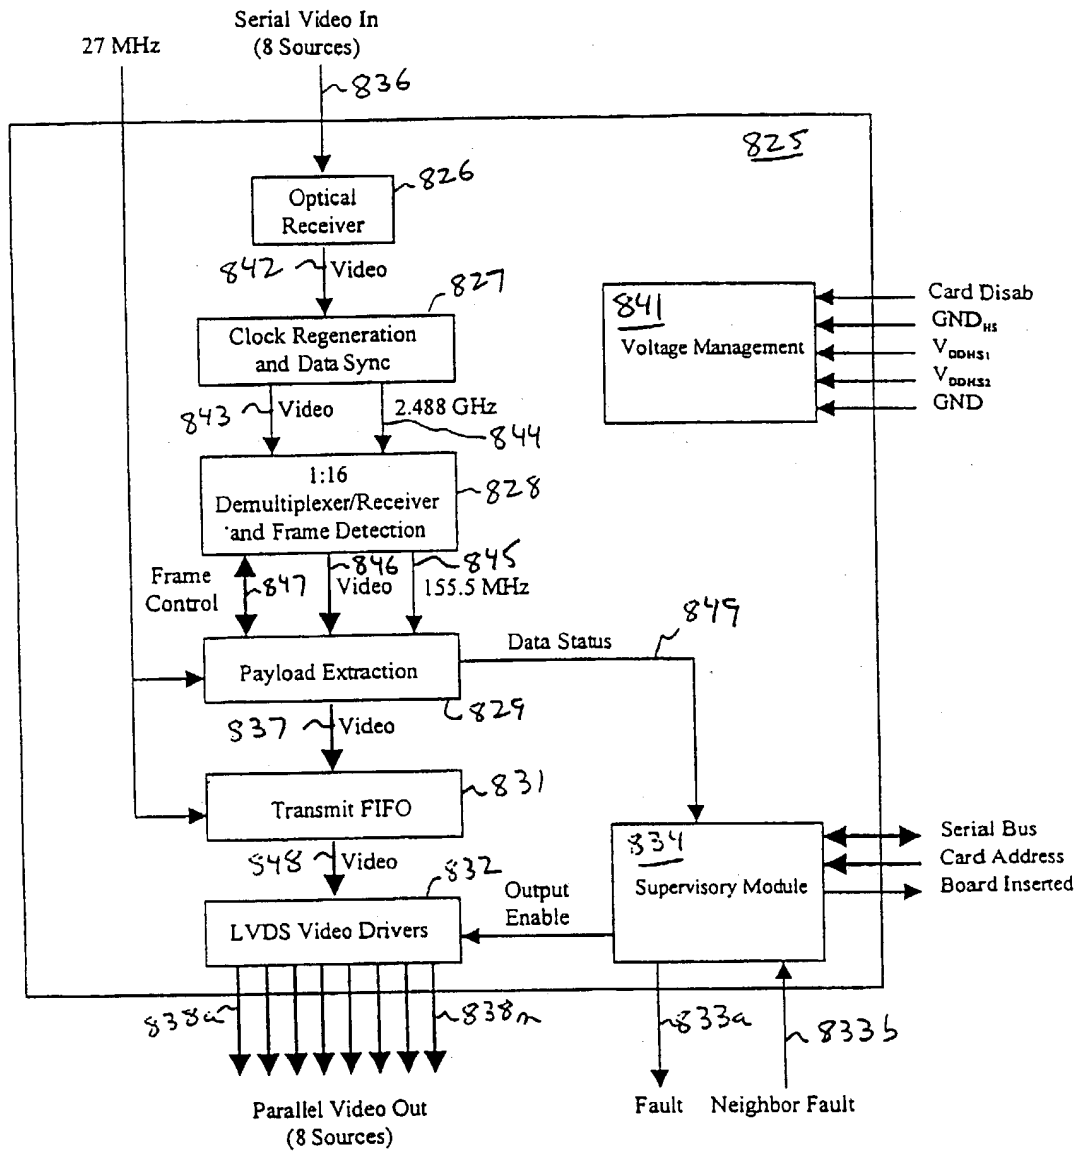 Serial Video In
(8 Sources)
27 MHz
836
825
826
Optical
Receiver
842
Video
827
Clock Regeneration
and Data Sync
841
Voltage Management
Card Disab
GNDHS
VDDHS1
VDDHS2
GND
843
Video
2.488 GHz
844
1:16
Demultiplexer/Receiver
and Frame Detection
828
Frame
Control
847
846
Video
845
155.5 MHz
849
Data Status
Payload Extraction
829
837
Video
831
Transmit FIFO
848
Video
832
LVDS Video Drivers
Output
Enable
834
Supervisory Module
Serial Bus
Card Address
Board Inserted
838a
838n
833a
833b
Parallel Video Out
(8 Sources)
Fault
Neighbor Fault